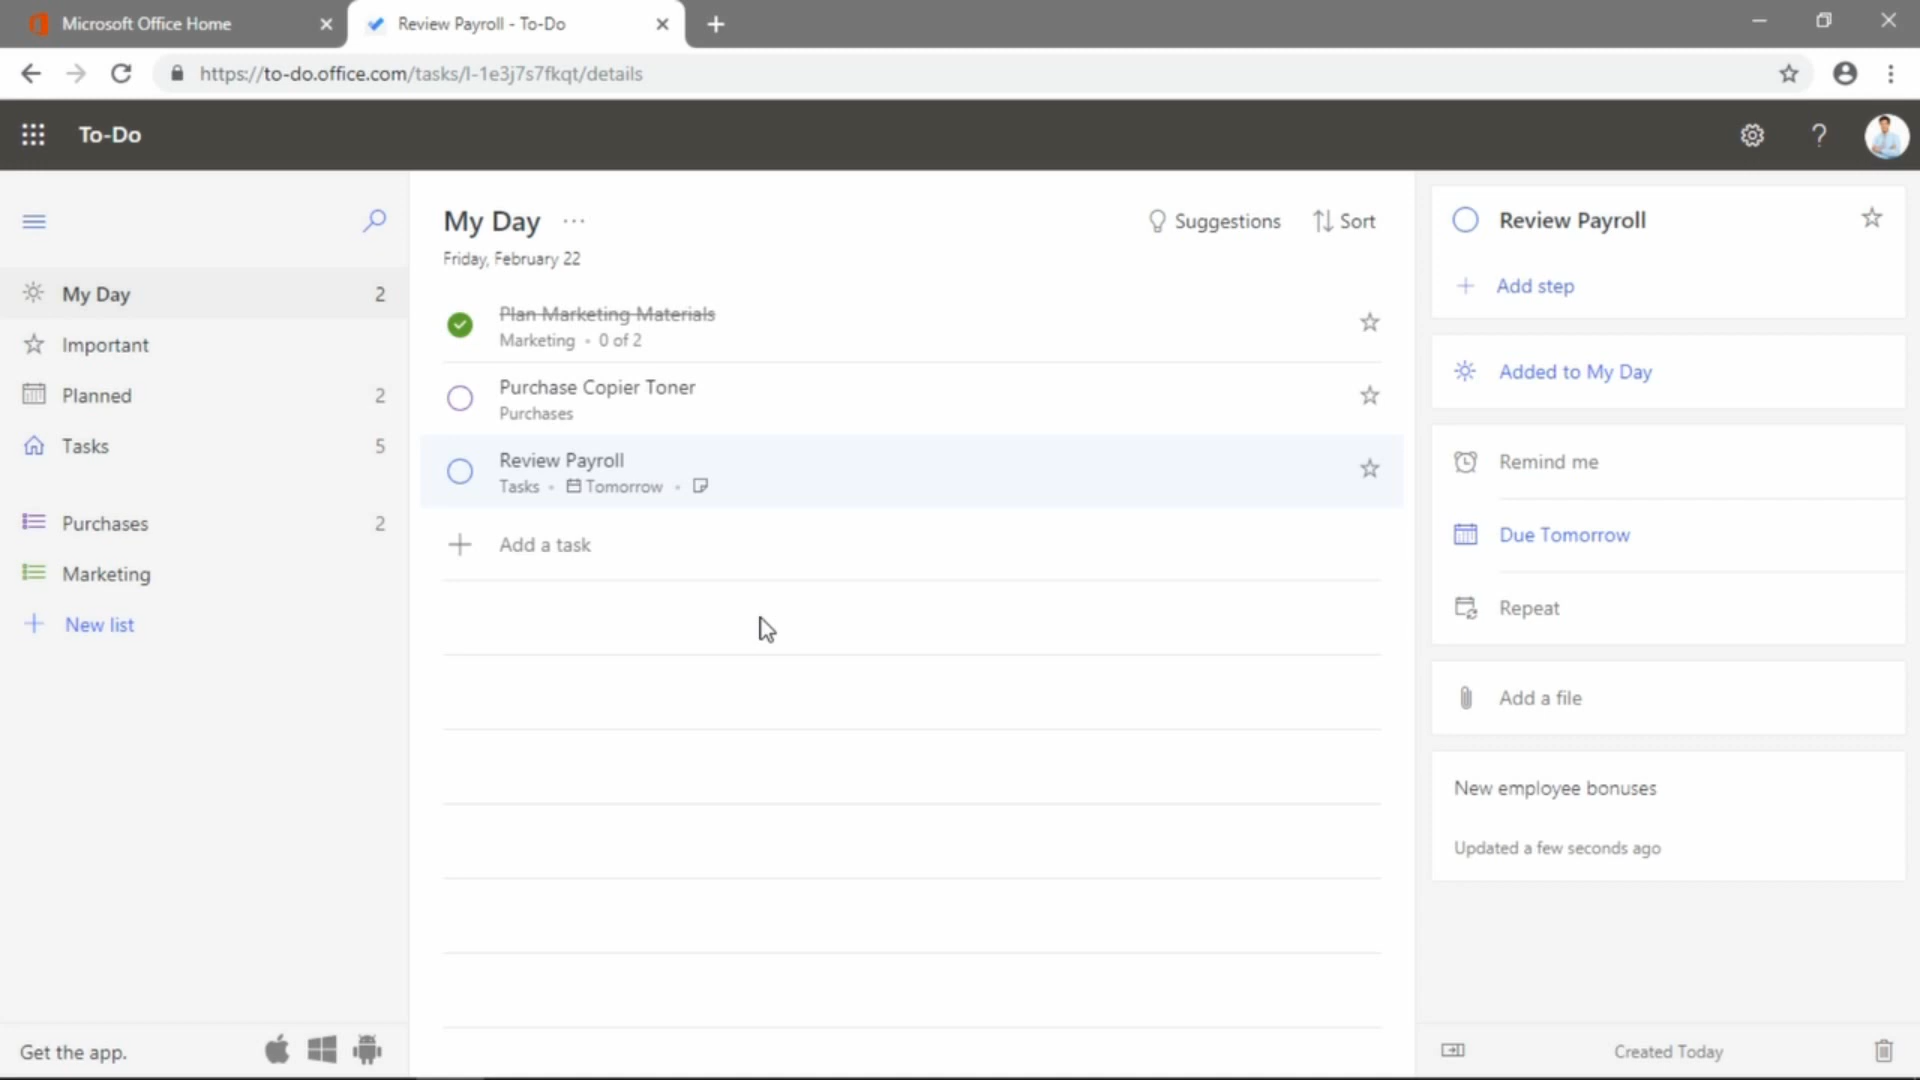 Microsoft Office Home
Review Payroll - To-Do
https://to-do.office.com/tasks/l-1e3j7s7fkqt/details
To-Do
My Day 2
Important
Planned 2
Tasks 5
Purchases 2
Marketing
New list
Get the app.
My Day ...
Friday, February 22
Suggestions
Sort
Plan Marketing Materials
Marketing • 0 of 2
Purchase Copier Toner
Purchases
Review Payroll
Tasks • Tomorrow •
Add a task
Review Payroll
Add step
Added to My Day
Remind me
Due Tomorrow
Repeat
Add a file
New employee bonuses
Updated a few seconds ago
Created Today